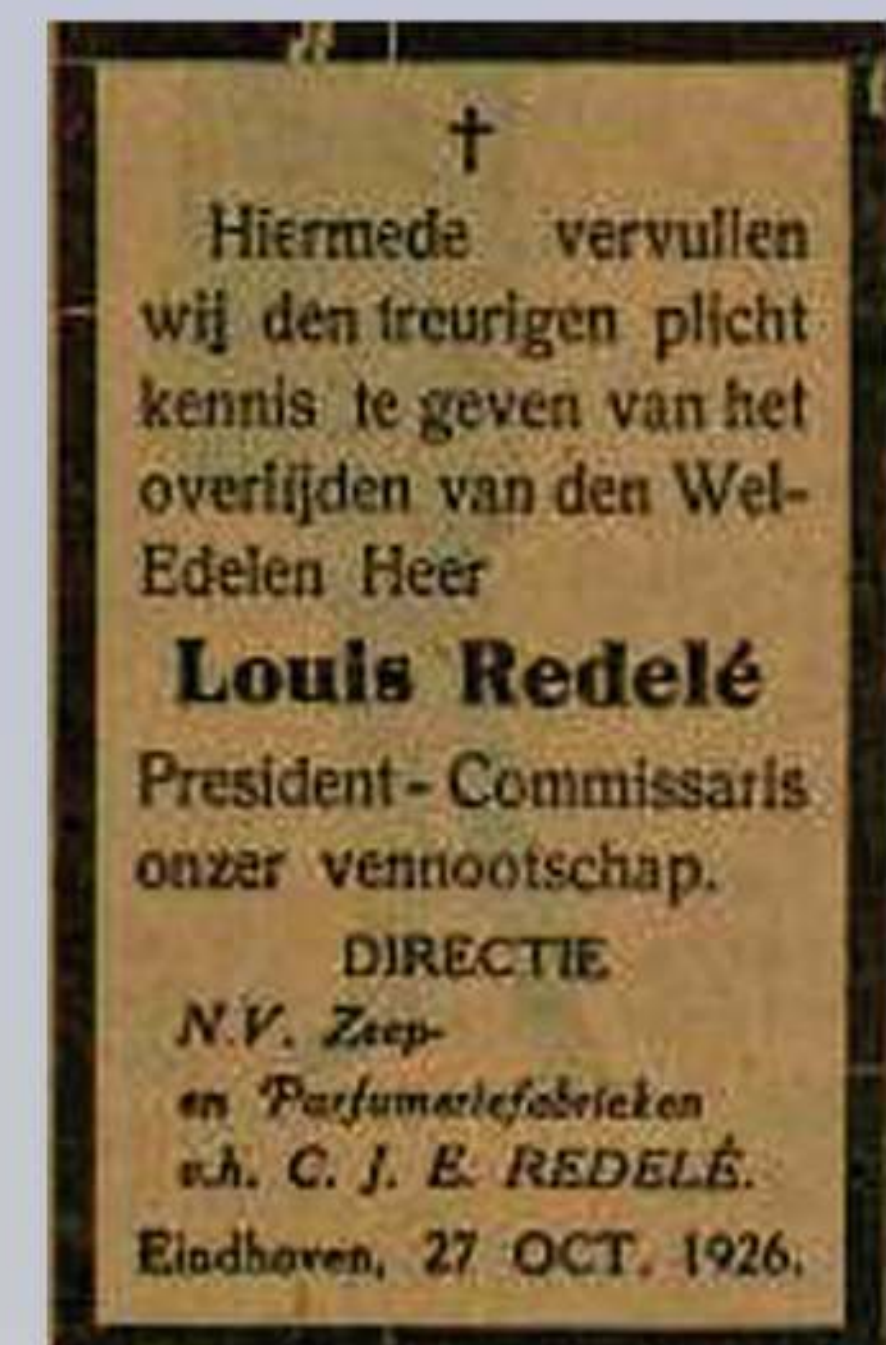 Hiermede vervullen
wij den treurigen plicht
kennis te geven van het
overlijden van den Wel-
Edelen Heer
Louis Redelé
President-Commissaris
onzer vennootschap.
DIRECTIE
N.V. Zeep-
en Parfumeriefabrieken
v.h. C. J. E. REDELÉ.
Eindhoven, 27 OCT. 1926.